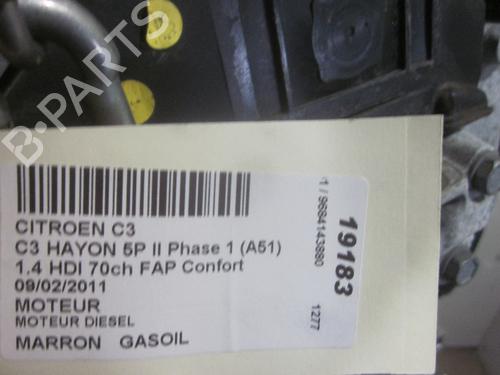 B-PARTS
CITROEN C3
C3 HAYON 5P II Phase 1 (A51)
1.4 HDI 70ch FAP Confort
09/02/2011
MOTEUR
MOTEUR DIESEL
MARRON GASOIL
1 / 9684143880
1277
19183